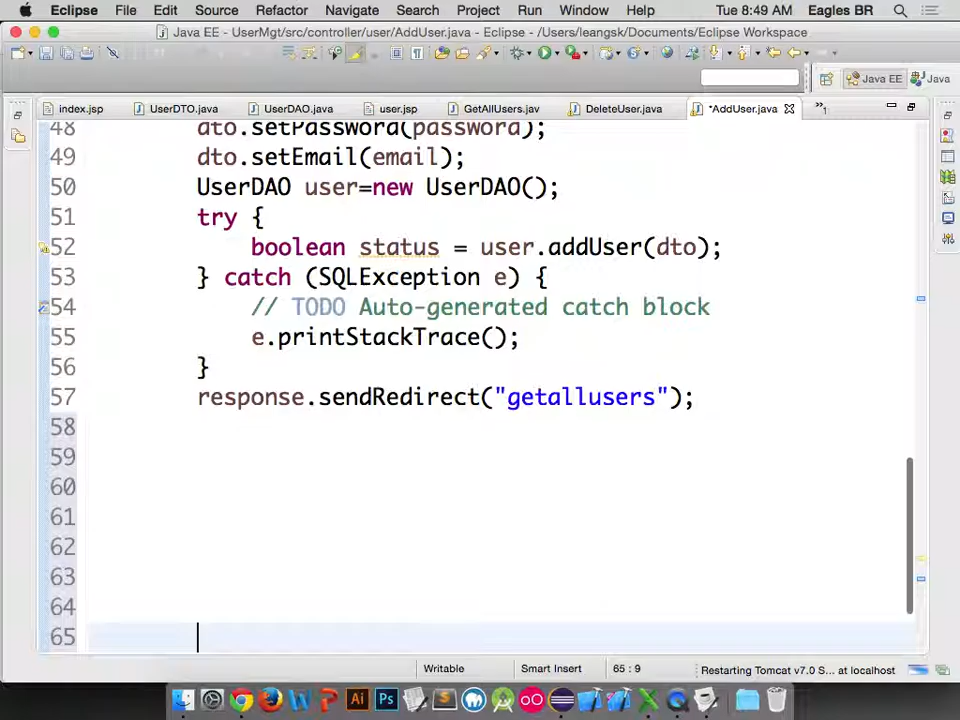 Eclipse File Edit Source Refactor Navigate Search Project Run Window Help Tue 8:49 AM Eagles BR
Java EE - UserMgt/src/controller/user/AddUser.java - Eclipse - /Users/leangsk/Documents/Eclipse Workspace
Java EE Java
index.jsp UserDTO.java UserDAO.java user.jsp GetAllUsers.jav DeleteUser.java *AddUser.java »1
48 dto.setPassword(password);
49 dto.setEmail(email);
50 UserDAO user=new UserDAO();
51 try {
52 boolean status = user.addUser(dto);
53 } catch (SQLException e) {
54 // TODO Auto-generated catch block
55 e.printStackTrace();
56 }
57 response.sendRedirect("getallusers");
58
59
60
61
62
63
64
65
Writable Smart Insert 65 : 9 Restarting Tomcat v7.0 S... at localhost
Ai Ps